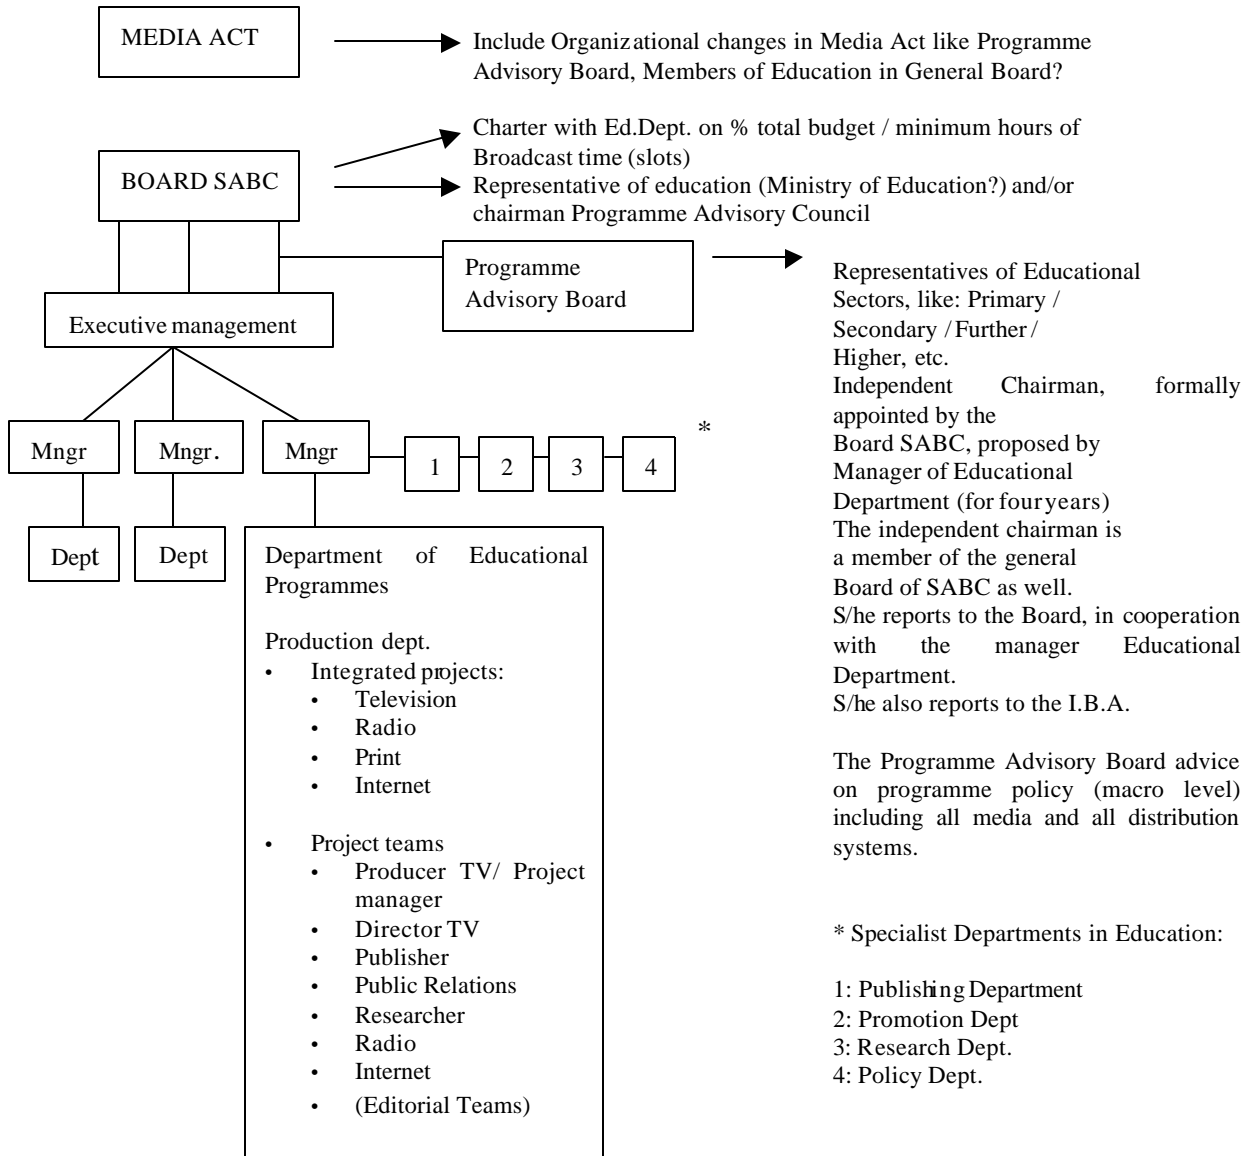 MEDIA ACT
Include Organizational changes in Media Act like Programme
Advisory Board, Members of Education in General Board?
Charter with Ed.Dept. on % total budget / minimum hours of
Broadcast time (slots)
BOARD SABC
Representative of education (Ministry of Education?) and/or
chairman Programme Advisory Council
Programme
Advisory Board
Executive management
Mngr
Mngr.
Mngr
1
2
3
4
*
Dept
Dept
Department of Educational
Programmes
Production dept.
• Integrated projects:
• Television
• Radio
• Print
• Internet
• Project teams
• Producer TV/ Project
manager
• Director TV
• Publisher
• Public Relations
• Researcher
• Radio
• Internet
• (Editorial Teams)
Representatives of Educational
Sectors, like: Primary /
Secondary / Further /
Higher, etc.
Independent Chairman, formally
appointed by the
Board SABC, proposed by
Manager of Educational
Department (for four years)
The independent chairman is
a member of the general
Board of SABC as well.
S/he reports to the Board, in cooperation
with the manager Educational
Department.
S/he also reports to the I.B.A.
The Programme Advisory Board advice
on programme policy (macro level)
including all media and all distribution
systems.
* Specialist Departments in Education:
1: Publishing Department
2: Promotion Dept
3: Research Dept.
4: Policy Dept.